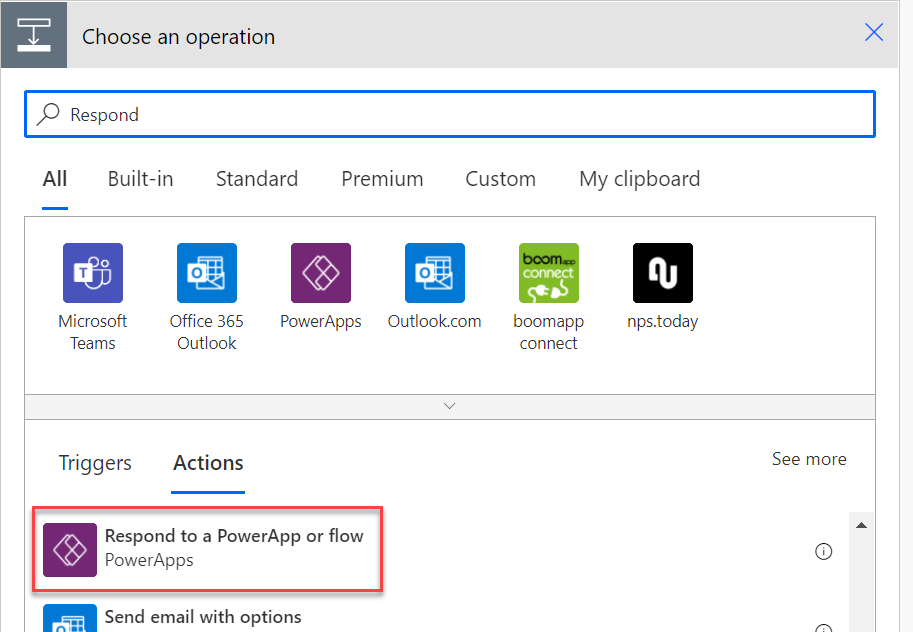 Choose an operation
Respond
All Built-in Standard Premium Custom My clipboard
Microsoft Teams
Office 365 Outlook
PowerApps
Outlook.com
boomapp connect
boomapp connect
nps.today
Triggers Actions See more
Respond to a PowerApp or flow
PowerApps
Send email with options